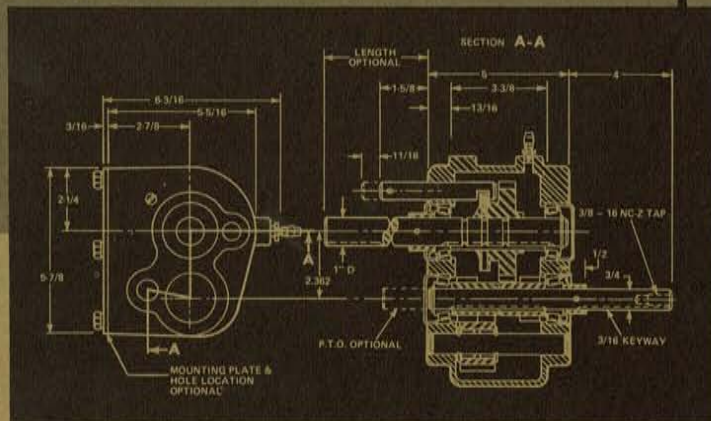 SECTION A-A
LENGTH
OPTIONAL
6
4
6-3/16
5-5/16
3/16
2-7/8
1-5/8
3-3/8
13/16
11/16
2-1/4
5-7/8
A
A
2.362
1" D
3/8 - 16 NC-2 TAP
1/2
3/4
3/16 KEYWAY
P.T.O. OPTIONAL
MOUNTING PLATE &
HOLE LOCATION
OPTIONAL